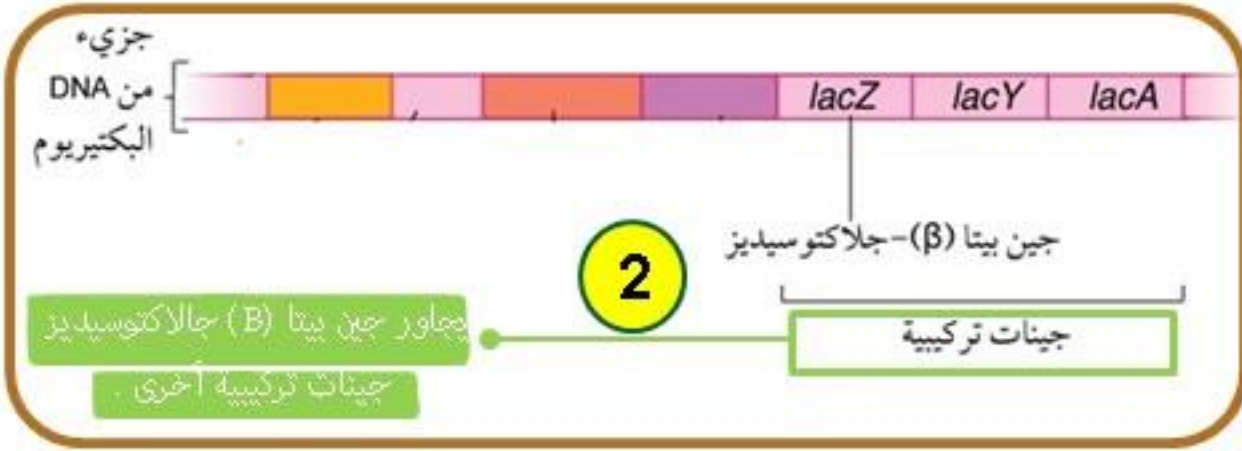 جزيء
من DNA
البكتيريوم
lacZ lacY lacA
جين بيتا (β)-جلاكتوسيديز
2
جينات تركيبية
يجاور جين بيتا (B) جالاكتوسيديز
جينات تركيبية أخرى .